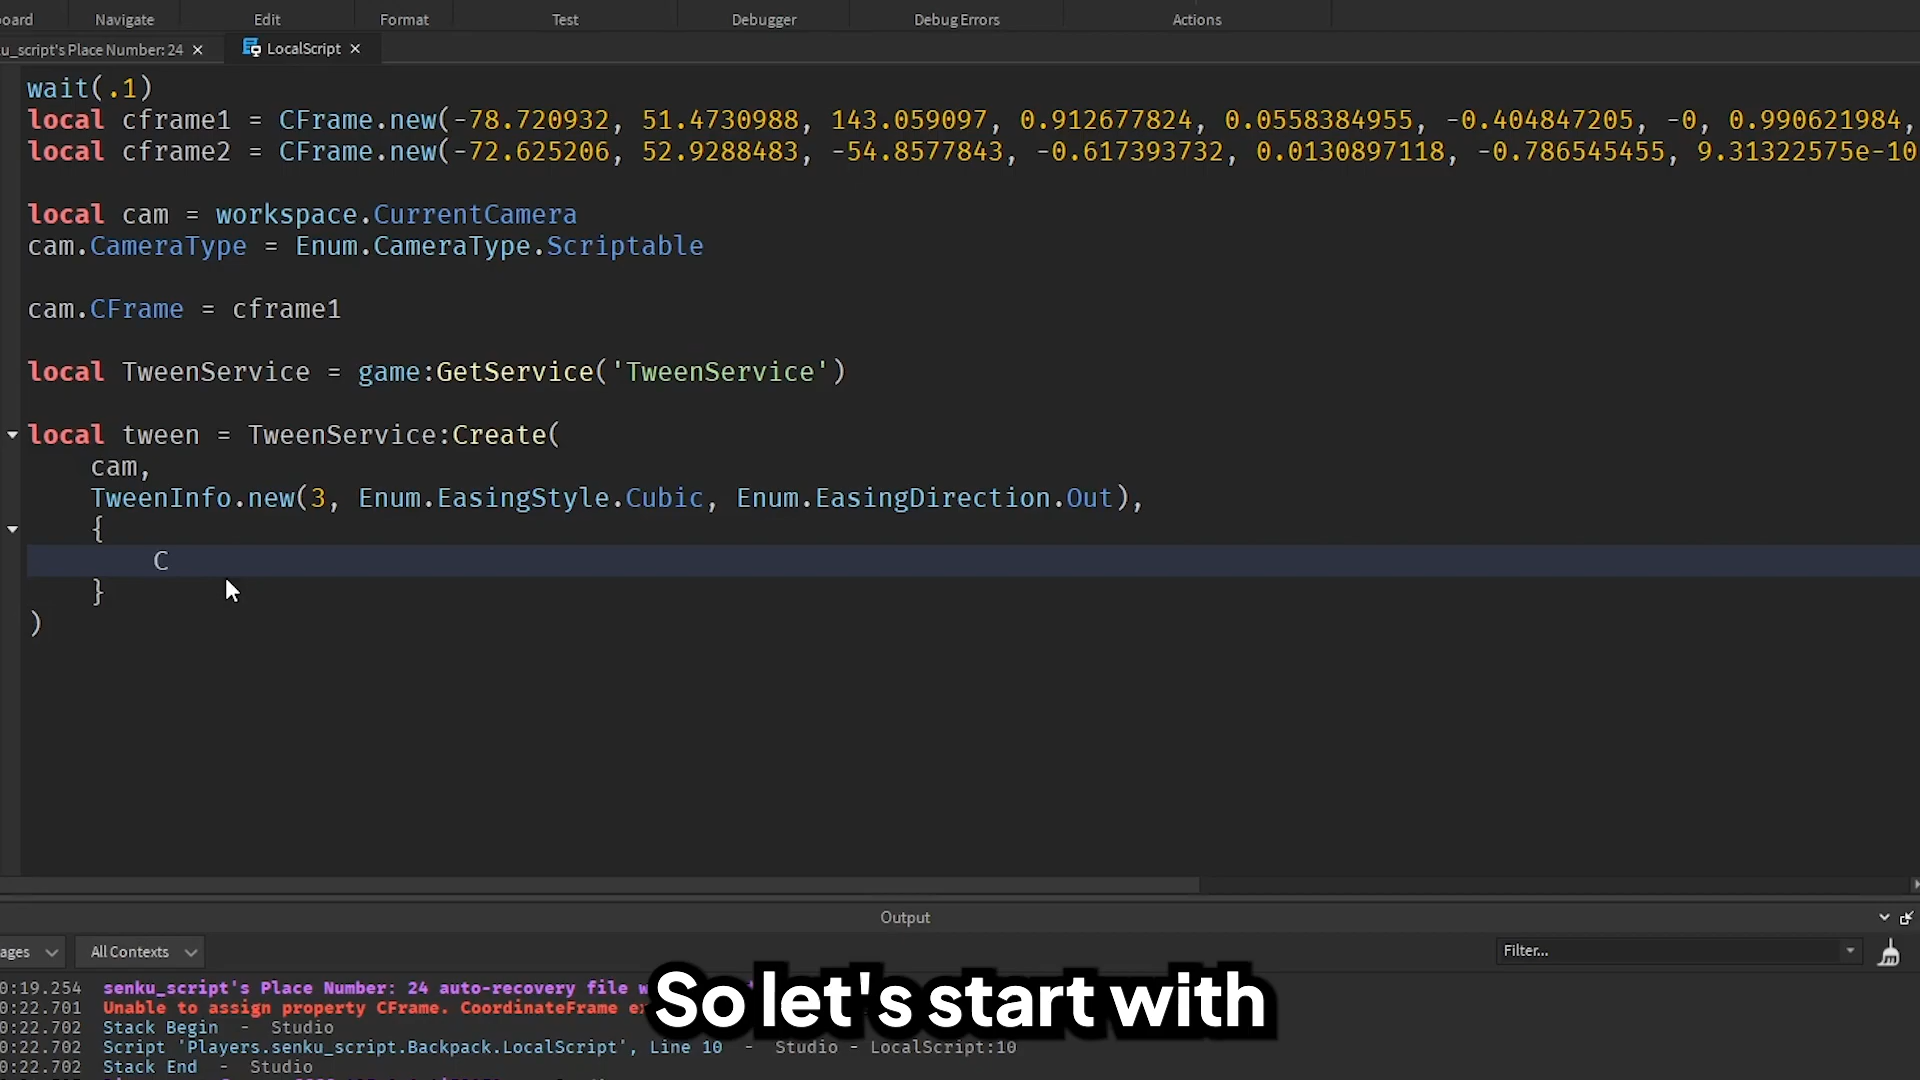 oard Navigate Edit Format Test Debugger Debug Errors Actions
u_script's Place Number: 24 × LocalScript ×
wait(.1)
local cframe1 = CFrame.new(-78.720932, 51.4730988, 143.059097, 0.912677824, 0.0558384955, -0.404847205, -0, 0.990621984,
local cframe2 = CFrame.new(-72.625206, 52.9288483, -54.8577843, -0.617393732, 0.0130897118, -0.786545455, 9.31322575e-10
local cam = workspace.CurrentCamera
cam.CameraType = Enum.CameraType.Scriptable
cam.CFrame = cframe1
local TweenService = game:GetService('TweenService')
local tween = TweenService:Create(
cam,
TweenInfo.new(3, Enum.EasingStyle.Cubic, Enum.EasingDirection.Out),
{
C
}
)
Output
ages All Contexts Filter...
0:19.254 senku_script's Place Number: 24 auto-recovery file w
0:22.701 Unable to assign property CFrame. CoordinateFrame ex
So let's start with
0:22.702 Stack Begin - Studio
0:22.702 Script 'Players.senku_script.Backpack.LocalScript', Line 10 - Studio - LocalScript:10
0:22.702 Stack End - Studio